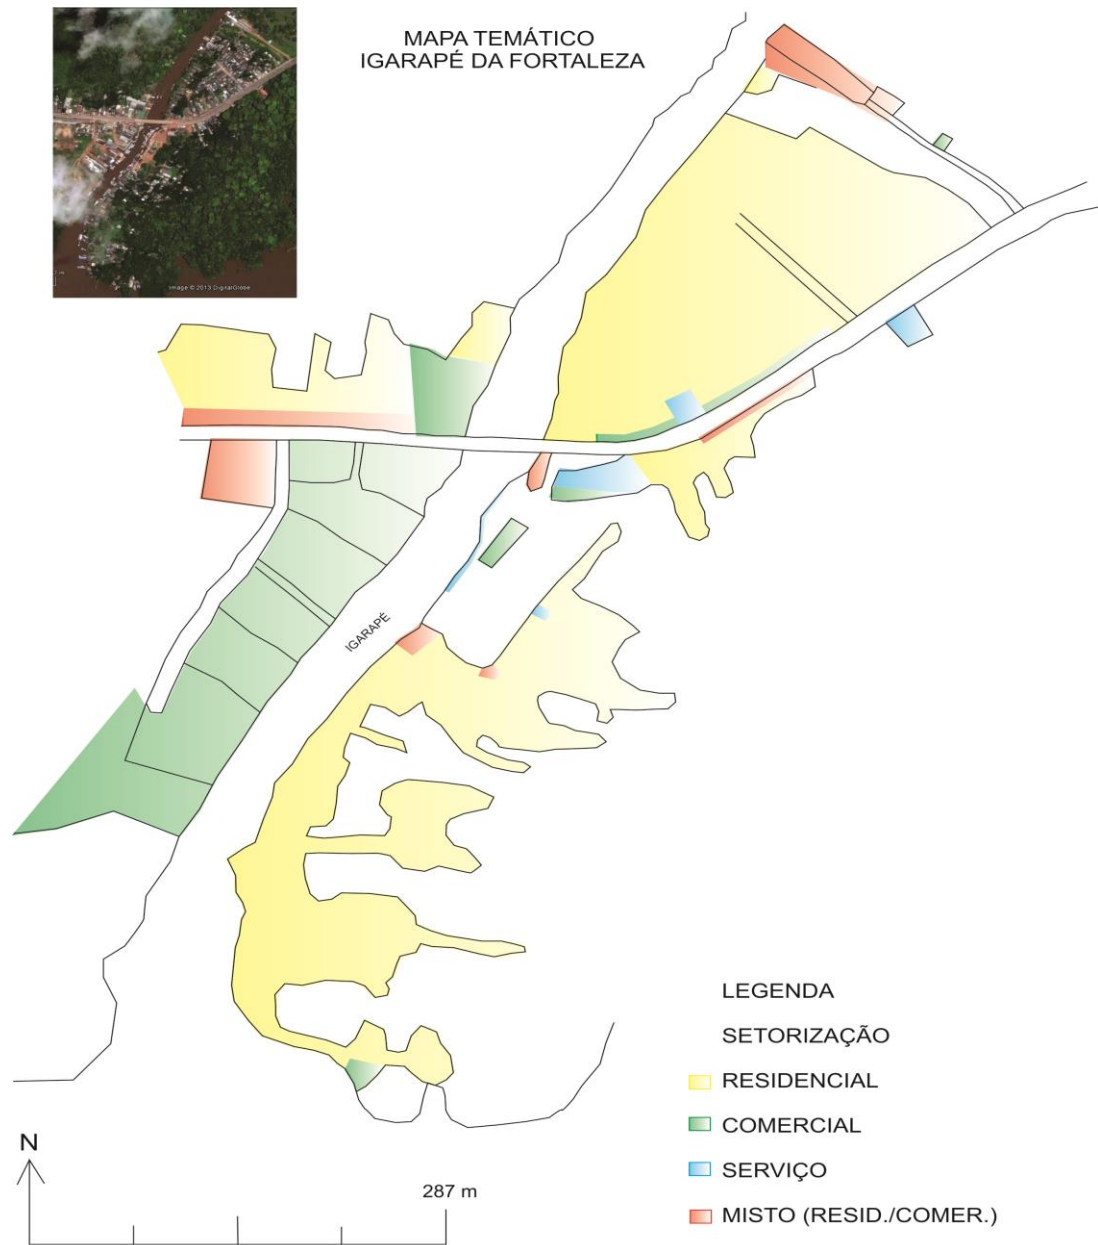 MAPA TEMÁTICO
IGARAPÉ DA FORTALEZA
Image © 2013 DigitalGlobe
IGARAPÉ
LEGENDA
SETORIZAÇÃO
RESIDENCIAL
COMERCIAL
SERVIÇO
MISTO (RESID./COMER.)
N
287 m